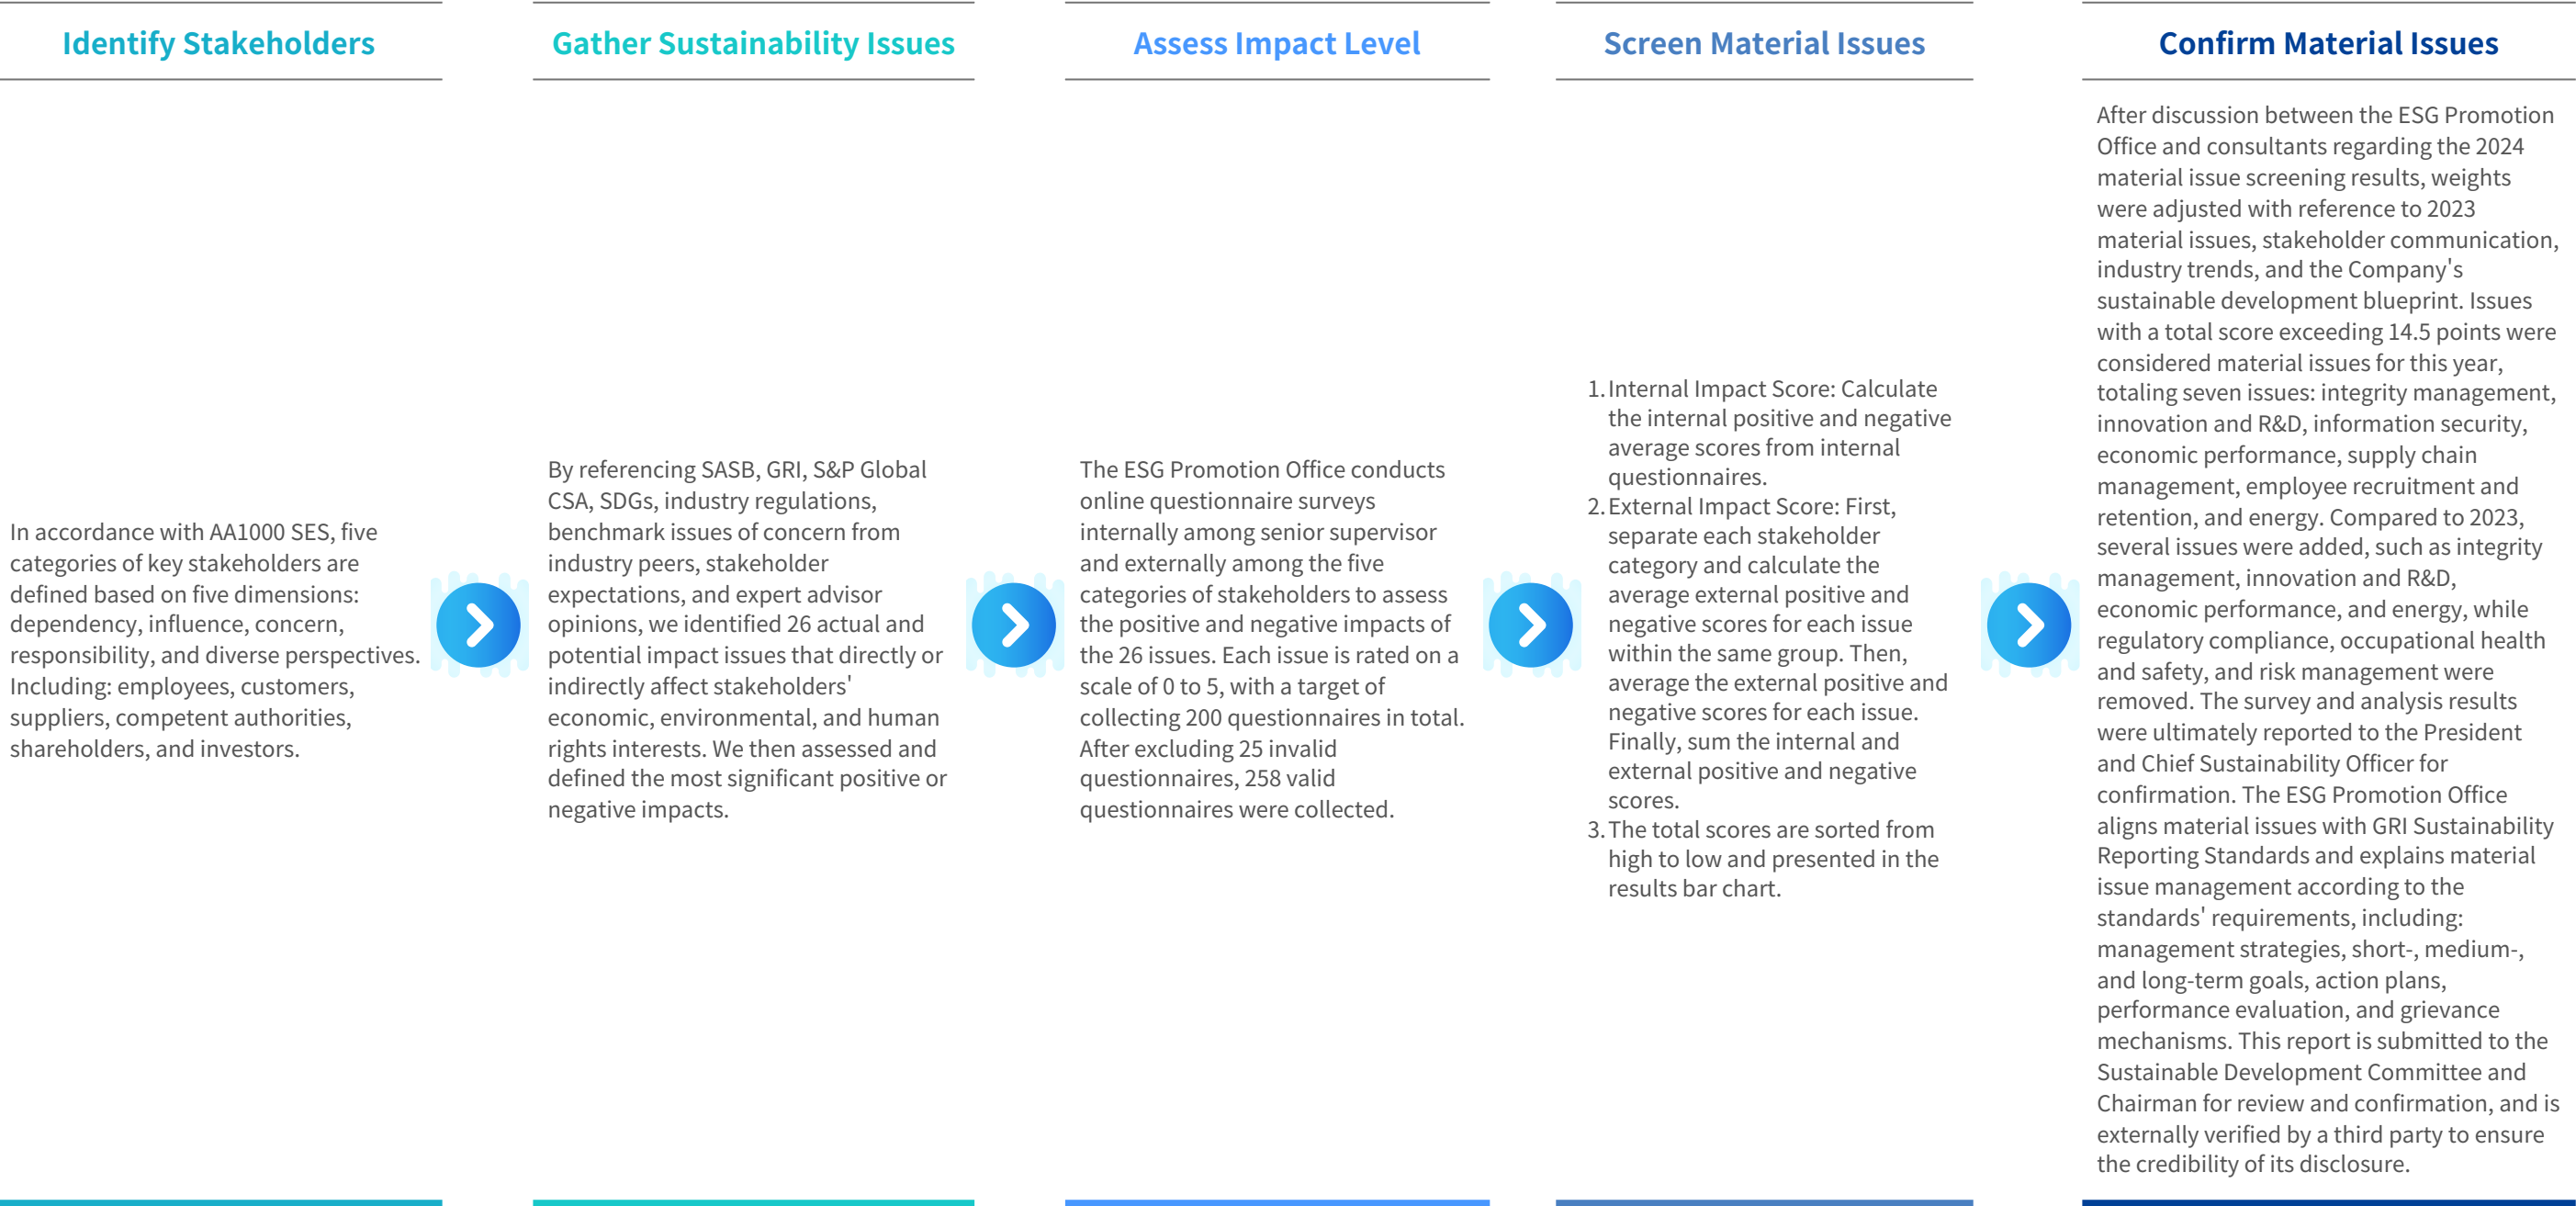 Identify Stakeholders
In accordance with AA1000 SES, five
categories of key stakeholders are
defined based on five dimensions:
dependency, influence, concern,
responsibility, and diverse perspectives.
Including: employees, customers,
suppliers, competent authorities,
shareholders, and investors.
Gather Sustainability Issues
By referencing SASB, GRI, S&P Global
CSA, SDGs, industry regulations,
benchmark issues of concern from
industry peers, stakeholder
expectations, and expert advisor
opinions, we identified 26 actual and
potential impact issues that directly or
indirectly affect stakeholders'
economic, environmental, and human
rights interests. We then assessed and
defined the most significant positive or
negative impacts.
Assess Impact Level
The ESG Promotion Office conducts
online questionnaire surveys
internally among senior supervisor
and externally among the five
categories of stakeholders to assess
the positive and negative impacts of
the 26 issues. Each issue is rated on a
scale of 0 to 5, with a target of
collecting 200 questionnaires in total.
After excluding 25 invalid
questionnaires, 258 valid
questionnaires were collected.
Screen Material Issues
1. Internal Impact Score: Calculate
the internal positive and negative
average scores from internal
questionnaires.
2. External Impact Score: First,
separate each stakeholder
category and calculate the
average external positive and
negative scores for each issue
within the same group. Then,
average the external positive and
negative scores for each issue.
Finally, sum the internal and
external positive and negative
scores.
3. The total scores are sorted from
high to low and presented in the
results bar chart.
Confirm Material Issues
After discussion between the ESG Promotion
Office and consultants regarding the 2024
material issue screening results, weights
were adjusted with reference to 2023
material issues, stakeholder communication,
industry trends, and the Company's
sustainable development blueprint. Issues
with a total score exceeding 14.5 points were
considered material issues for this year,
totaling seven issues: integrity management,
innovation and R&D, information security,
economic performance, supply chain
management, employee recruitment and
retention, and energy. Compared to 2023,
several issues were added, such as integrity
management, innovation and R&D,
economic performance, and energy, while
regulatory compliance, occupational health
and safety, and risk management were
removed. The survey and analysis results
were ultimately reported to the President
and Chief Sustainability Officer for
confirmation. The ESG Promotion Office
aligns material issues with GRI Sustainability
Reporting Standards and explains material
issue management according to the
standards' requirements, including:
management strategies, short-, medium-,
and long-term goals, action plans,
performance evaluation, and grievance
mechanisms. This report is submitted to the
Sustainable Development Committee and
Chairman for review and confirmation, and is
externally verified by a third party to ensure
the credibility of its disclosure.